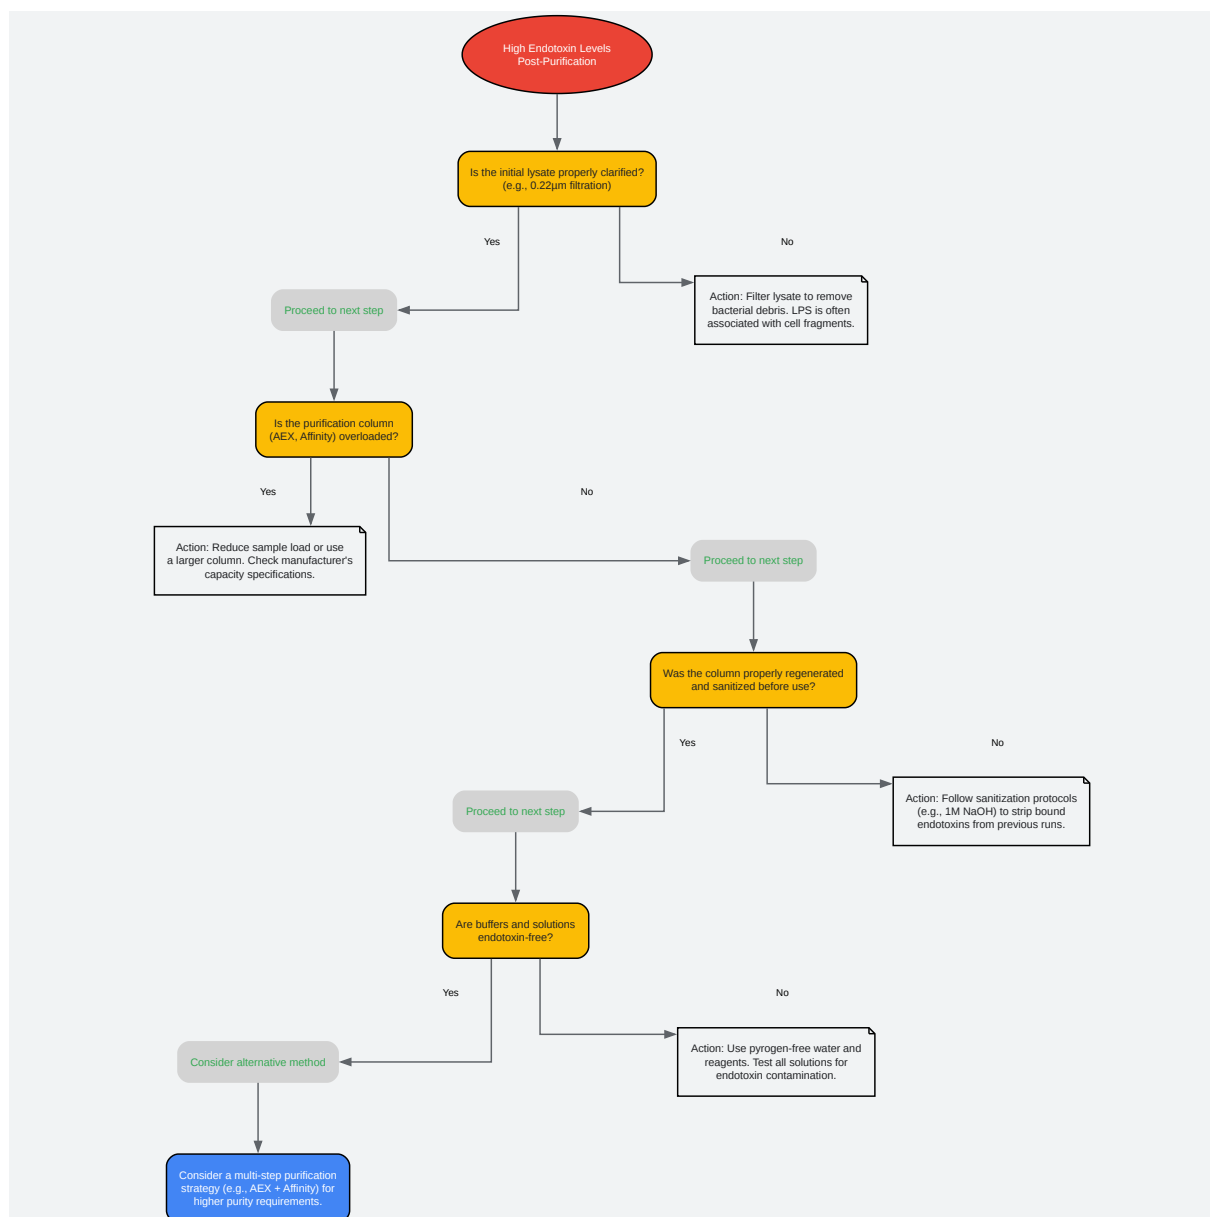 High Endotoxin Levels
Post-Purification
Is the initial lysate properly clarified?
(e.g., 0.22µm filtration)
Yes
No
Proceed to next step
Action: Filter lysate to remove
bacterial debris. LPS is often
associated with cell fragments.
Is the purification column
(AEX, Affinity) overloaded?
Yes
No
Action: Reduce sample load or use
a larger column. Check manufacturer's
capacity specifications.
Proceed to next step
Was the column properly regenerated
and sanitized before use?
Yes
No
Proceed to next step
Action: Follow sanitization protocols
(e.g., 1M NaOH) to strip bound
endotoxins from previous runs.
Are buffers and solutions
endotoxin-free?
Yes
No
Consider alternative method
Action: Use pyrogen-free water and
reagents. Test all solutions for
endotoxin contamination.
Consider a multi-step purification
strategy (e.g., AEX + Affinity) for
higher purity requirements.